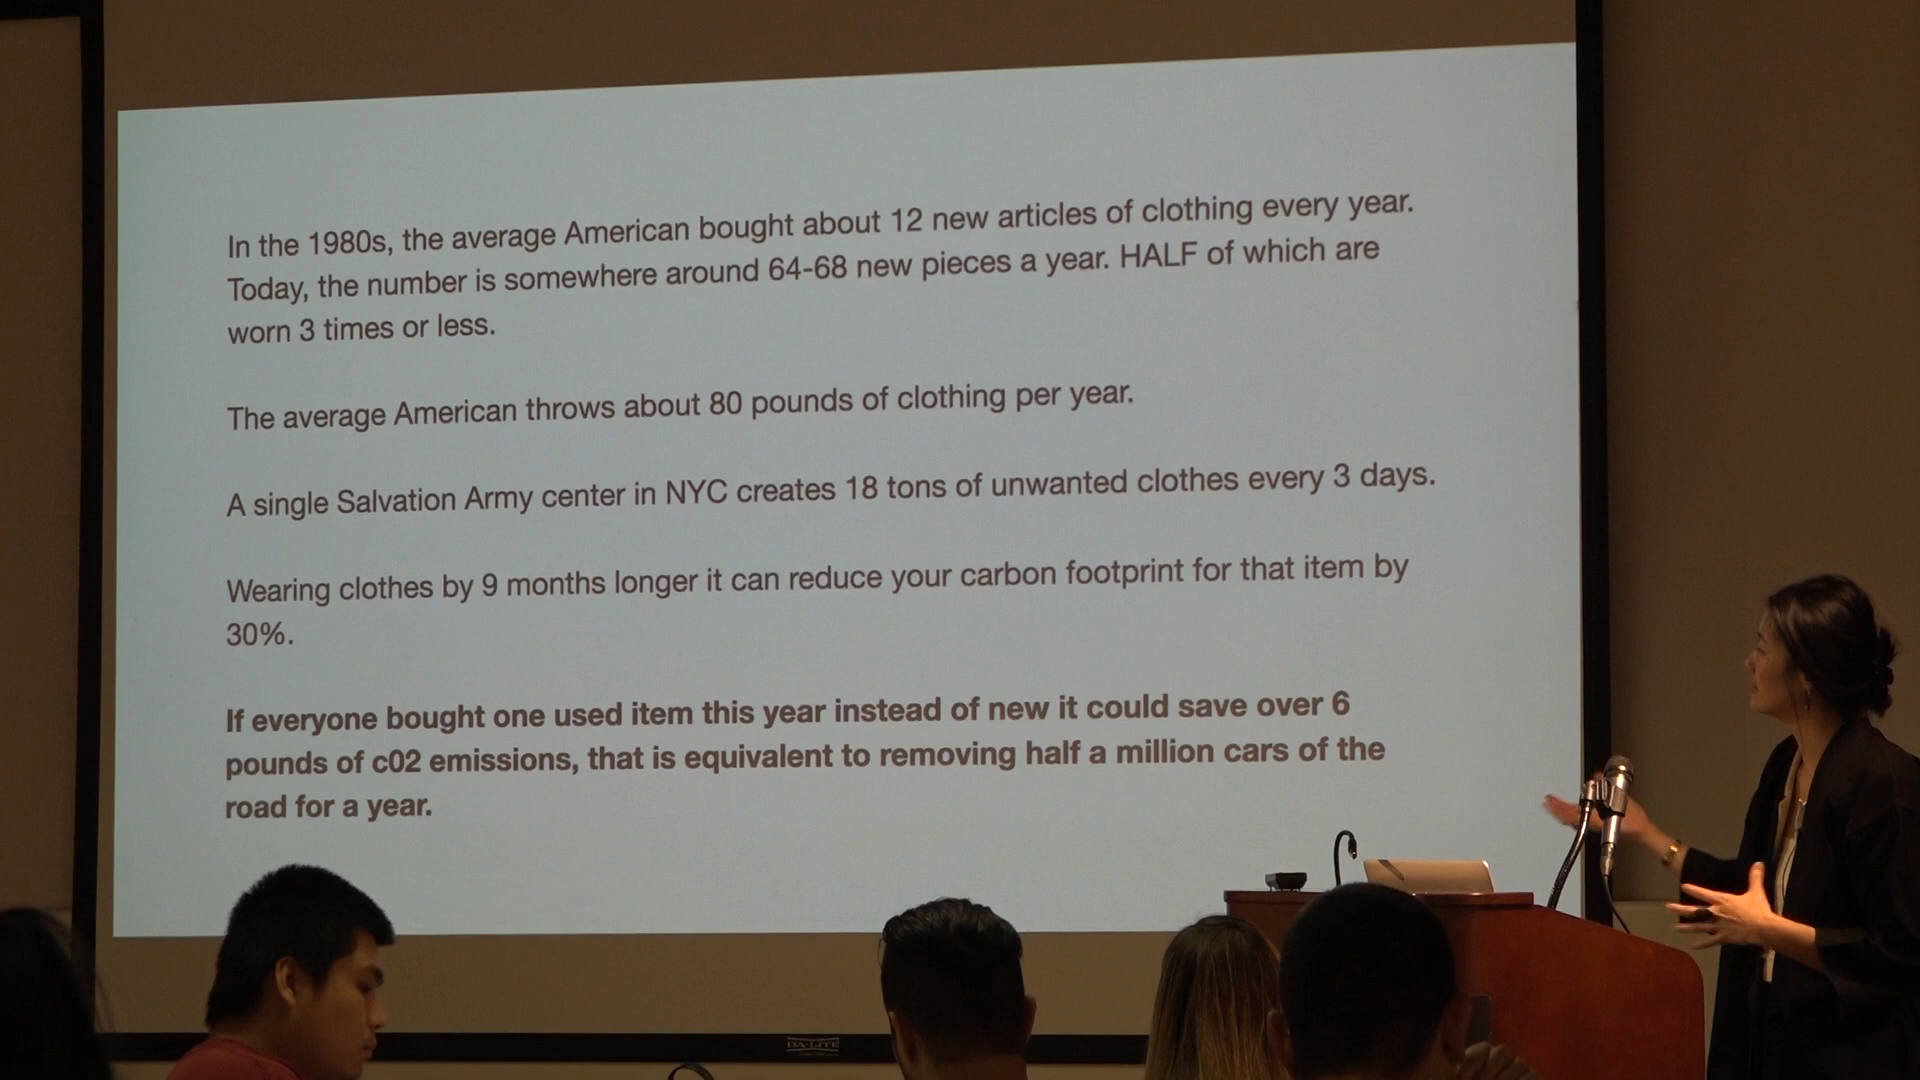 In the 1980s, the average American bought about 12 new articles of clothing every year.
Today, the number is somewhere around 64-68 new pieces a year. HALF of which are
worn 3 times or less.
The average American throws about 80 pounds of clothing per year.
A single Salvation Army center in NYC creates 18 tons of unwanted clothes every 3 days.
Wearing clothes by 9 months longer it can reduce your carbon footprint for that item by
30%.
If everyone bought one used item this year instead of new it could save over 6
pounds of c02 emissions, that is equivalent to removing half a million cars of the
road for a year.
DA-LITE